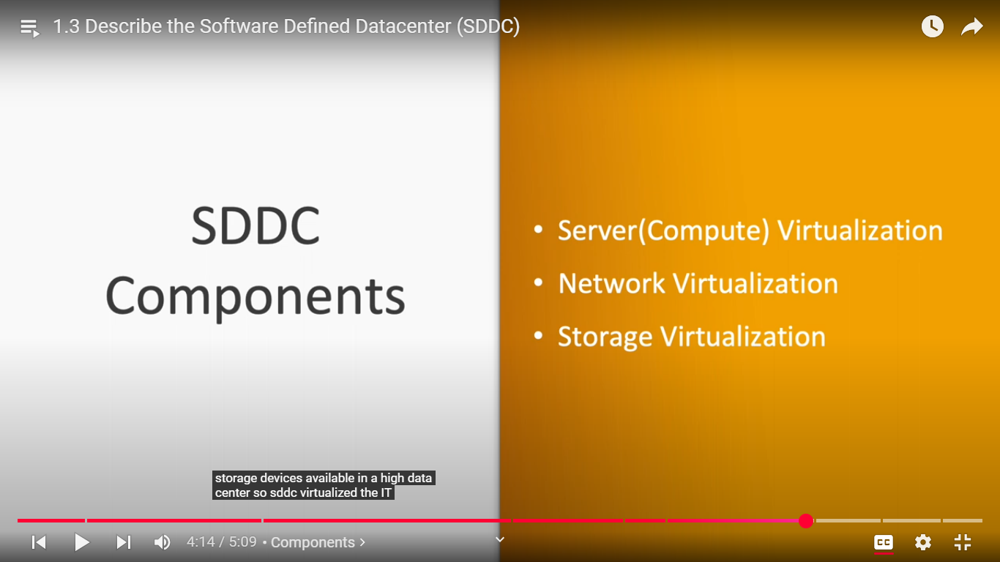 1.3 Describe the Software Defined Datacenter (SDDC)
SDDC
Components
• Server(Compute) Virtualization
• Network Virtualization
• Storage Virtualization
storage devices available in a high data
center so sddc virtualized the IT
4:14 / 5:09 • Components >
CC